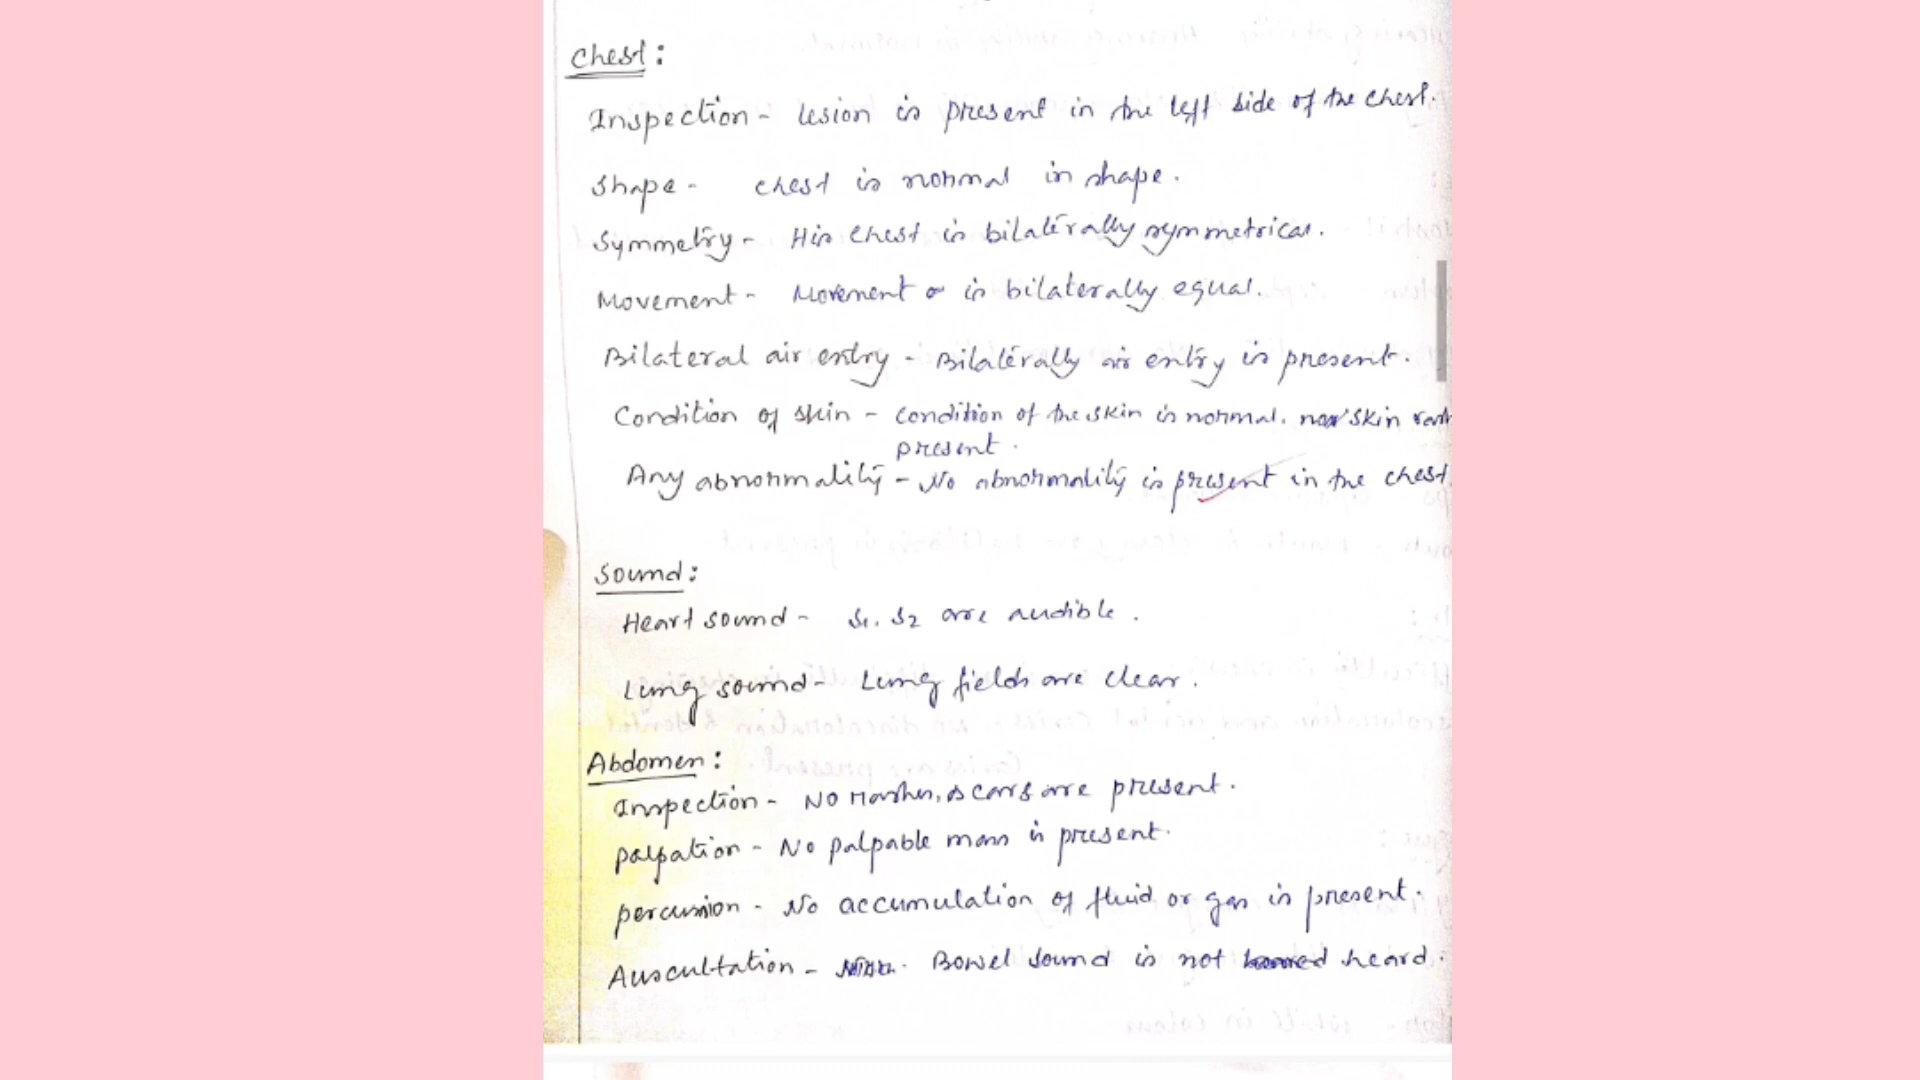 Chest:
Inspection - lesion is present in the left side of the chest.
Shape - chest is normal in shape.
Symmetry - His chest is bilaterally symmetrical.
Movement - Movement is bilaterally equal.
Bilateral air entry - Bilaterally air entry is present.
Condition of skin - condition of the skin is normal. skin rash
present.
Any abnormality - No abnormality is present in the chest
Sound:
Heart sound - S1. S2 are audible.
Lung sound - Lung fields are clear.
Abdomen:
Inspection - No rashes, scars are present.
palpation - No palpable mass is present.
percussion - No accumulation of fluid or gas is present.
Auscultation - Bowel sound is not heard.